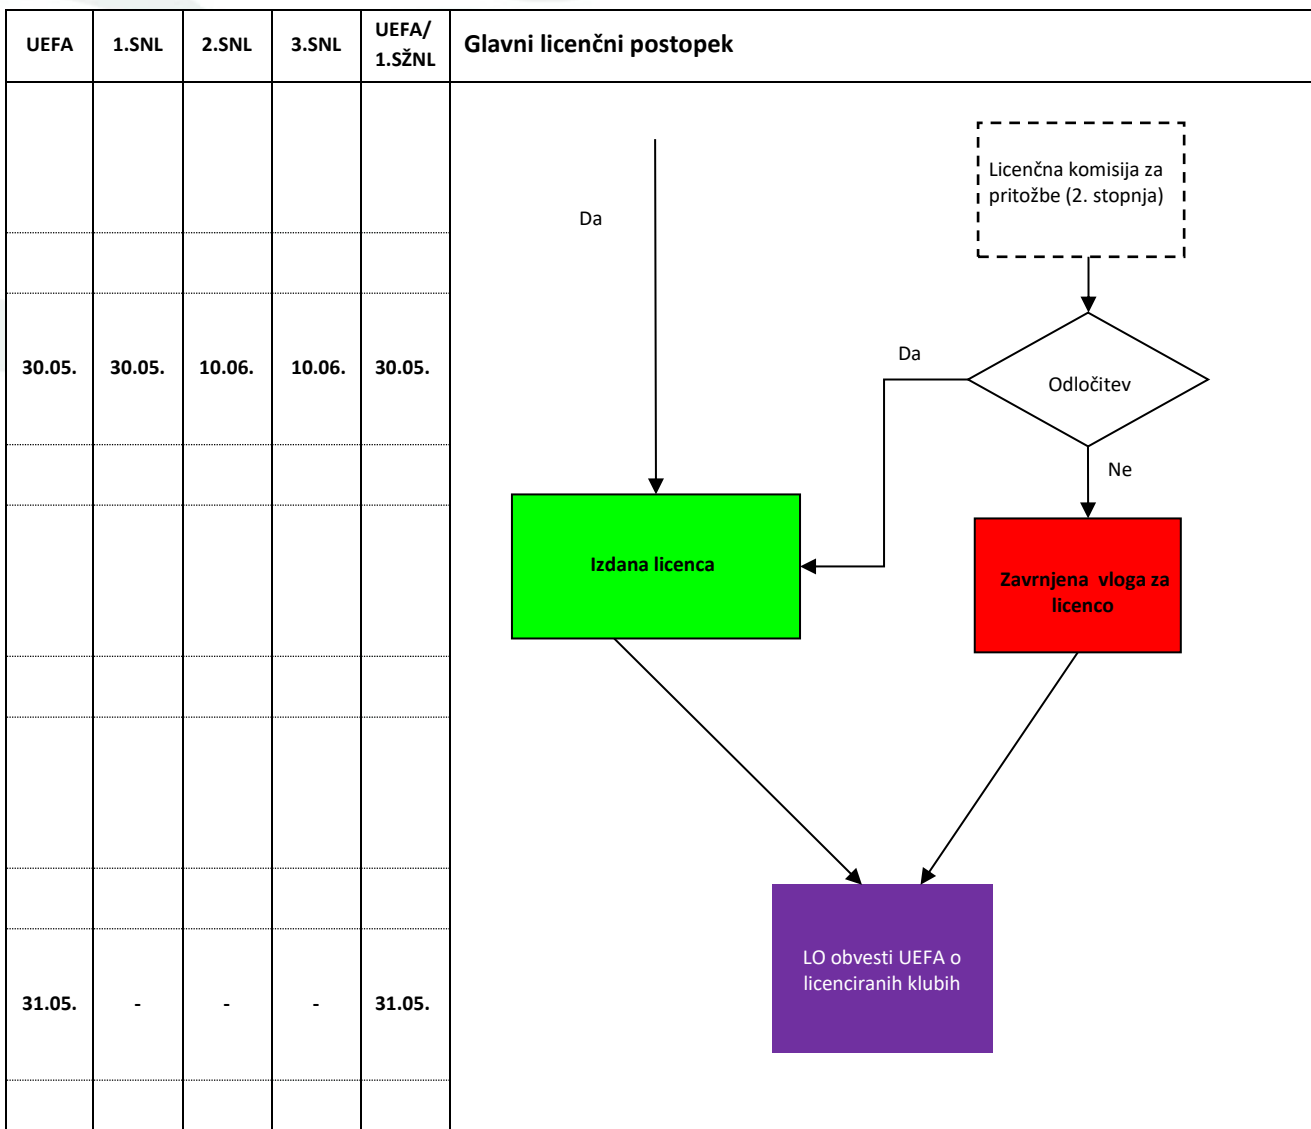 UEFA 1.SNL 2.SNL 3.SNL UEFA/
1.SŽNL
Glavni licenčni postopek
Licenčna komisija za
pritožbe (2. stopnja)
Da
30.05. 30.05. 10.06. 10.06. 30.05.
Da
Odločitev
Ne
Izdana licenca
Zavrnjena vloga za
licenco
LO obvesti UEFA o
licenciranih klubih
31.05. - - - 31.05.